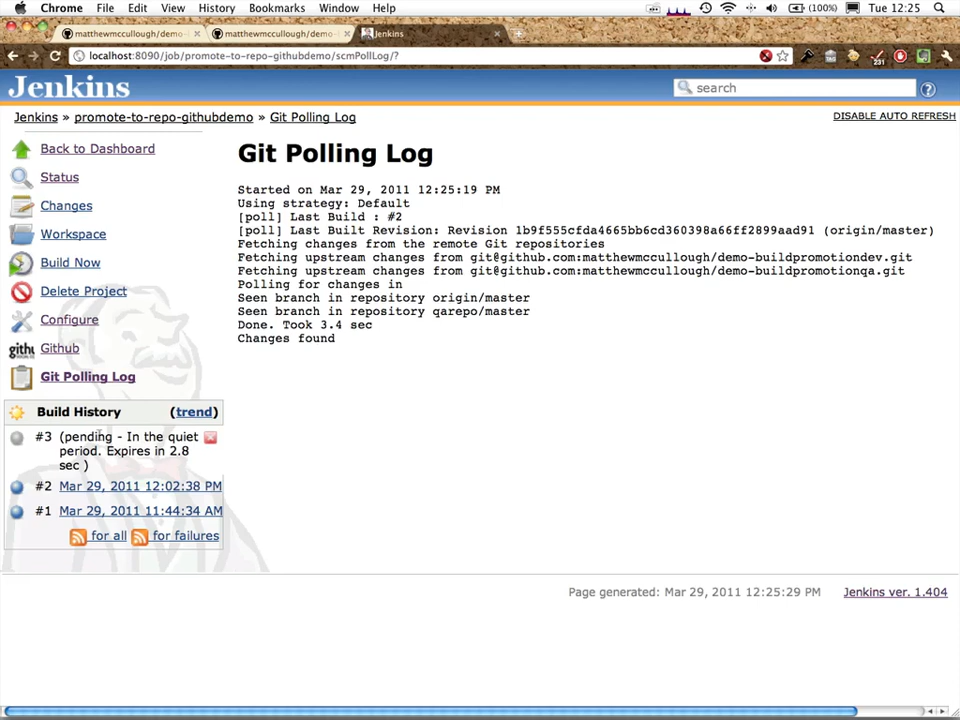 Chrome File Edit View History Bookmarks Window Help (100%) Tue 12:25
matthewmccullough/demo- matthewmccullough/demo- Jenkins
localhost:8090/job/promote-to-repo-githubdemo/scmPollLog/? 231
Jenkins search ?
Jenkins » promote-to-repo-githubdemo » Git Polling Log DISABLE AUTO REFRESH
Back to Dashboard
Status
Changes
Workspace
Build Now
Delete Project
Configure
Github
Git Polling Log
Build History (trend)
#3 (pending - In the quiet
period. Expires in 2.8
sec )
#2 Mar 29, 2011 12:02:38 PM
#1 Mar 29, 2011 11:44:34 AM
for all for failures
Git Polling Log
Started on Mar 29, 2011 12:25:19 PM
Using strategy: Default
[poll] Last Build : #2
[poll] Last Built Revision: Revision 1b9f555cfda4665bb6cd360398a66ff2899aad91 (origin/master)
Fetching changes from the remote Git repositories
Fetching upstream changes from git@github.com:matthewmccullough/demo-buildpromotiondev.git
Fetching upstream changes from git@github.com:matthewmccullough/demo-buildpromotionqa.git
Polling for changes in
Seen branch in repository origin/master
Seen branch in repository qarepo/master
Done. Took 3.4 sec
Changes found
Page generated: Mar 29, 2011 12:25:29 PM Jenkins ver. 1.404